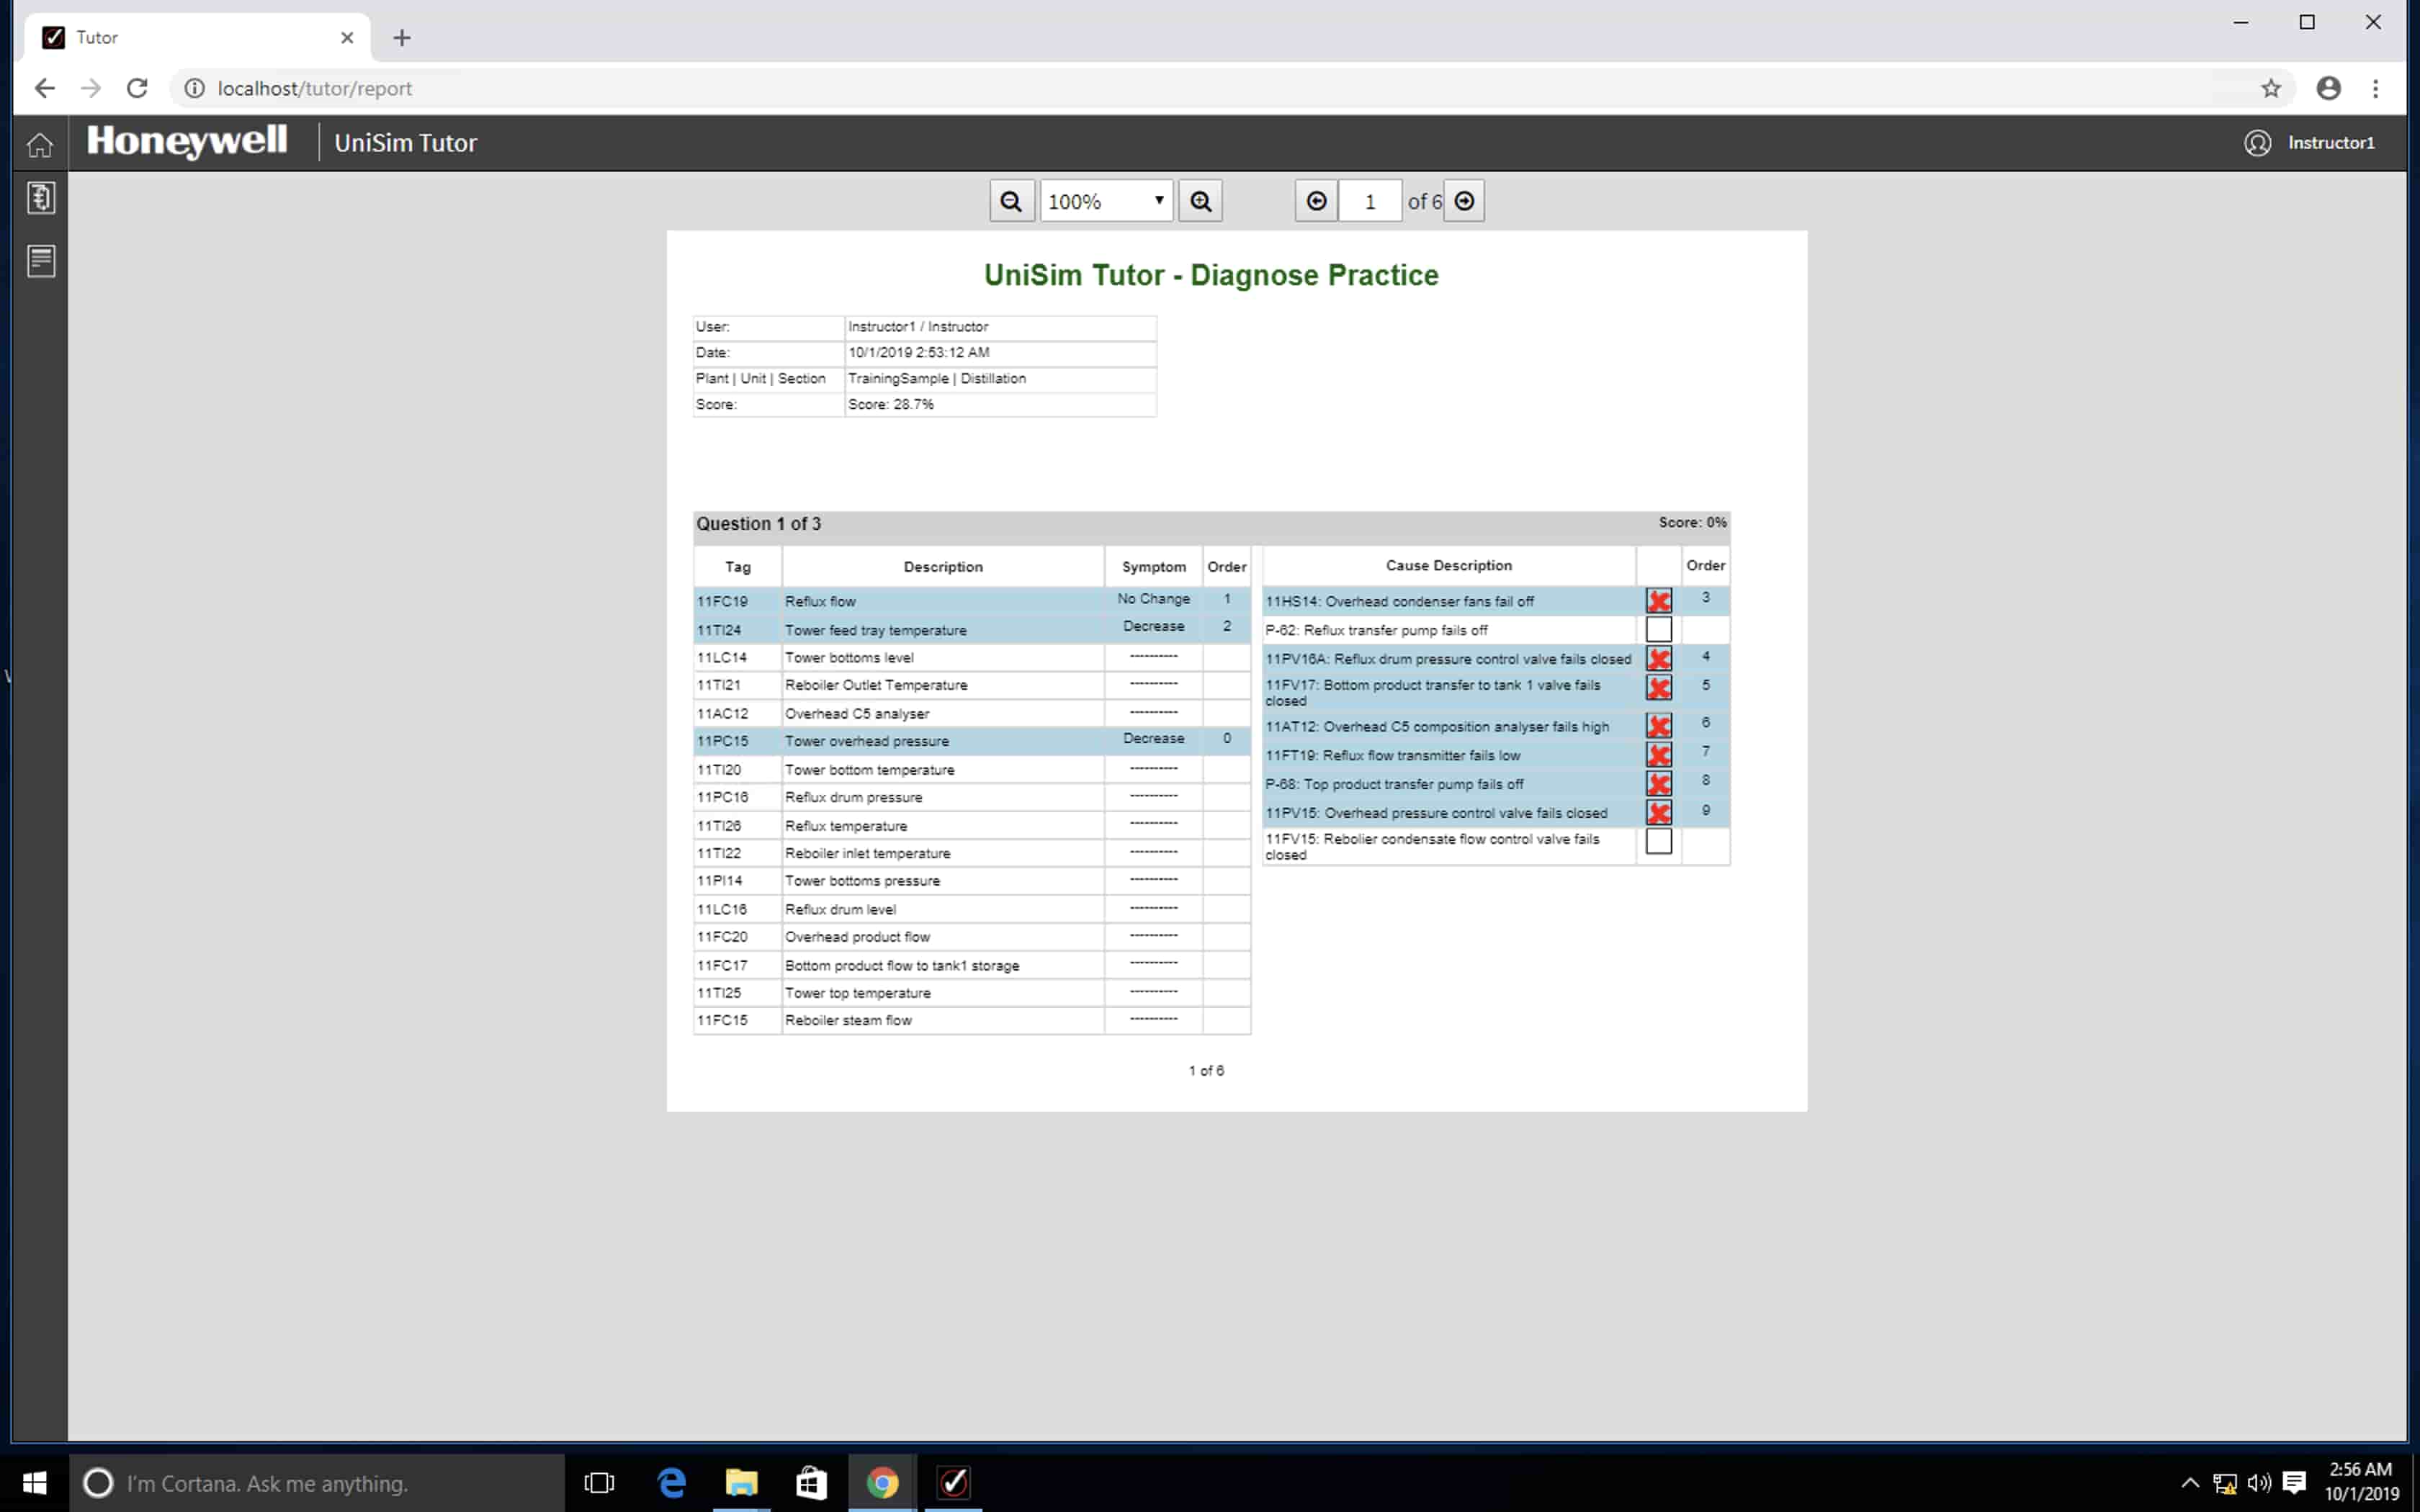 Tutor
localhost/tutor/report
Honeywell UniSim Tutor Instructor1
100% 1 of 6
UniSim Tutor - Diagnose Practice
User: Instructor1 / Instructor
Date: 10/1/2019 2:53:12 AM
Plant | Unit | Section TrainingSample | Distillation
Score: Score: 28.7%
Question 1 of 3 Score: 0%
Tag Description Symptom Order
11FC19 Reflux flow No Change 1
11TI24 Tower feed tray temperature Decrease 2
11LC14 Tower bottoms level ----------
11TI21 Reboiler Outlet Temperature ----------
11AC12 Overhead C5 analyser ----------
11PC15 Tower overhead pressure Decrease 0
11TI20 Tower bottom temperature ----------
11PC16 Reflux drum pressure ----------
11TI26 Reflux temperature ----------
11TI22 Reboiler inlet temperature ----------
11PI14 Tower bottoms pressure ----------
11LC16 Reflux drum level ----------
11FC20 Overhead product flow ----------
11FC17 Bottom product flow to tank1 storage ----------
11TI25 Tower top temperature ----------
11FC15 Reboiler steam flow ----------
Cause Description Order
11HS14: Overhead condenser fans fail off 3
P-62: Reflux transfer pump fails off
11PV16A: Reflux drum pressure control valve fails closed 4
11FV17: Bottom product transfer to tank 1 valve fails 5
closed
11AT12: Overhead C5 composition analyser fails high 6
11FT19: Reflux flow transmitter fails low 7
P-68: Top product transfer pump fails off 8
11PV15: Overhead pressure control valve fails closed 9
11FV15: Rebolier condensate flow control valve fails
closed
1 of 6
I'm Cortana. Ask me anything.
2:56 AM
10/1/2019